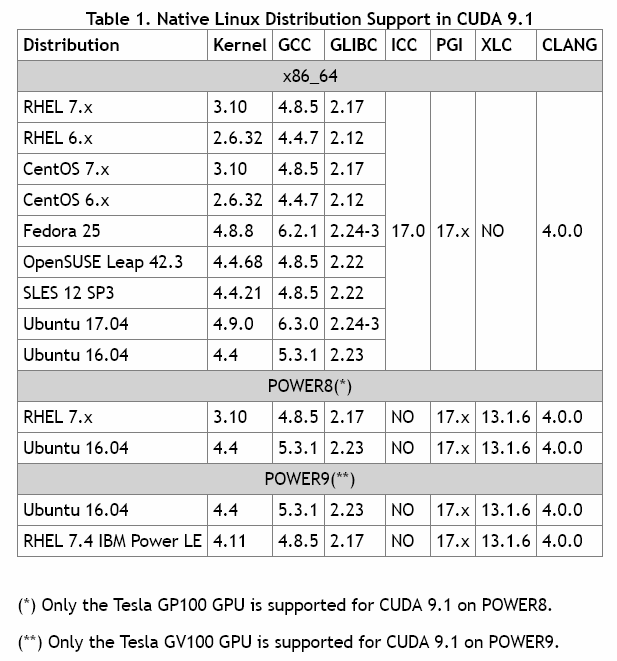 Table 1. Native Linux Distribution Support in CUDA 9.1
Distribution Kernel GCC GLIBC ICC PGI XLC CLANG
x86_64
RHEL 7.x 3.10 4.8.5 2.17
RHEL 6.x 2.6.32 4.4.7 2.12
CentOS 7.x 3.10 4.8.5 2.17
CentOS 6.x 2.6.32 4.4.7 2.12
Fedora 25 4.8.8 6.2.1 2.24-3 17.0 17.x NO 4.0.0
OpenSUSE Leap 42.3 4.4.68 4.8.5 2.22
SLES 12 SP3 4.4.21 4.8.5 2.22
Ubuntu 17.04 4.9.0 6.3.0 2.24-3
Ubuntu 16.04 4.4 5.3.1 2.23
POWER8(*)
RHEL 7.x 3.10 4.8.5 2.17 NO 17.x 13.1.6 4.0.0
Ubuntu 16.04 4.4 5.3.1 2.23 NO 17.x 13.1.6 4.0.0
POWER9(**)
Ubuntu 16.04 4.4 5.3.1 2.23 NO 17.x 13.1.6 4.0.0
RHEL 7.4 IBM Power LE 4.11 4.8.5 2.17 NO 17.x 13.1.6 4.0.0
(*) Only the Tesla GP100 GPU is supported for CUDA 9.1 on POWER8.
(**) Only the Tesla GV100 GPU is supported for CUDA 9.1 on POWER9.